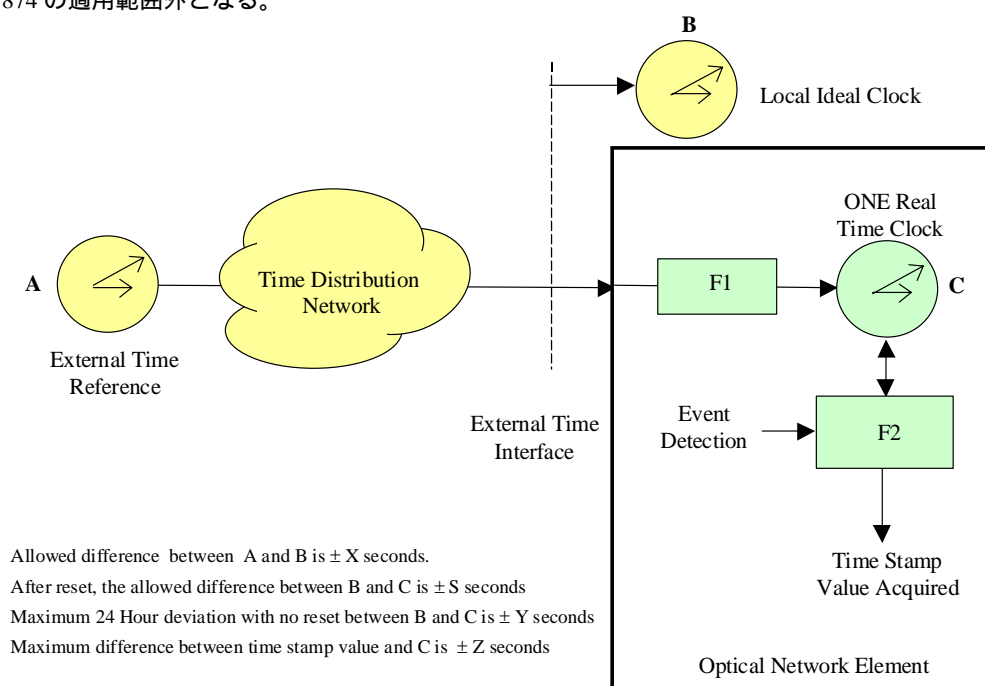 874 の適用範囲外となる。
B
Local Ideal Clock
ONE Real
Time Clock
A
Time Distribution
Network
F1
C
External Time
Reference
External Time
Interface
Event
Detection
F2
Time Stamp
Value Acquired
Allowed difference between A and B is ± X seconds.
After reset, the allowed difference between B and C is ± S seconds
Maximum 24 Hour deviation with no reset between B and C is ± Y seconds
Maximum difference between time stamp value and C is ± Z seconds
Optical Network Element